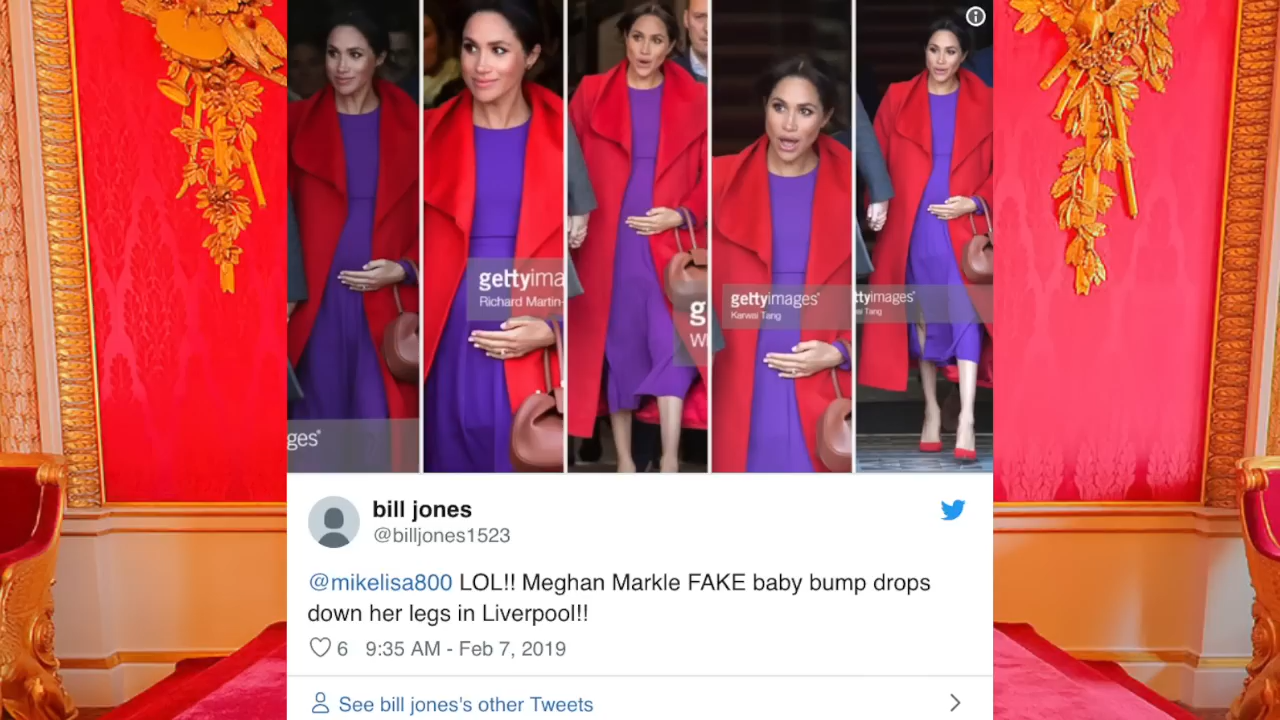 gettyima
Richard Martin-
g
W
gettyimages®
Karwai Tang
ttyimages®
ai Tang
ges®
bill jones
@billjones1523
@mikelisa800 LOL!! Meghan Markle FAKE baby bump drops
down her legs in Liverpool!!
6 9:35 AM - Feb 7, 2019
See bill jones's other Tweets